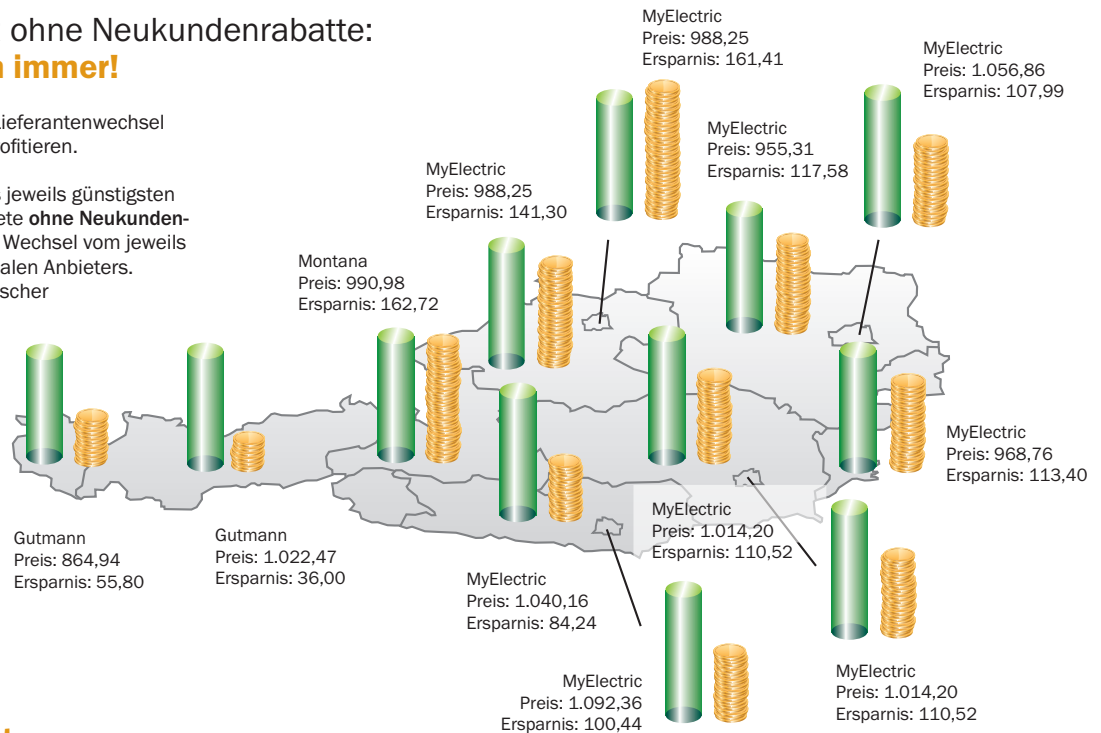 ohne Neukundenrabatte:
immer!
Lieferantenwechsel
jeweils günstigsten
ohne Neukunden-
Wechsel vom jeweils
Anbieters.
MyElectric
Preis: 988,25
Ersparnis: 161,41
MyElectric
Preis: 1.056,86
Ersparnis: 107,99
MyElectric
Preis: 955,31
Ersparnis: 117,58
MyElectric
Preis: 988,25
Ersparnis: 141,30
Montana
Preis: 990,98
Ersparnis: 162,72
MyElectric
Preis: 968,76
Ersparnis: 113,40
Gutmann
Preis: 864,94
Ersparnis: 55,80
Gutmann
Preis: 1.022,47
Ersparnis: 36,00
MyElectric
Preis: 1.014,20
Ersparnis: 110,52
MyElectric
Preis: 1.040,16
Ersparnis: 84,24
MyElectric
Preis: 1.092,36
Ersparnis: 100,44
MyElectric
Preis: 1.014,20
Ersparnis: 110,52